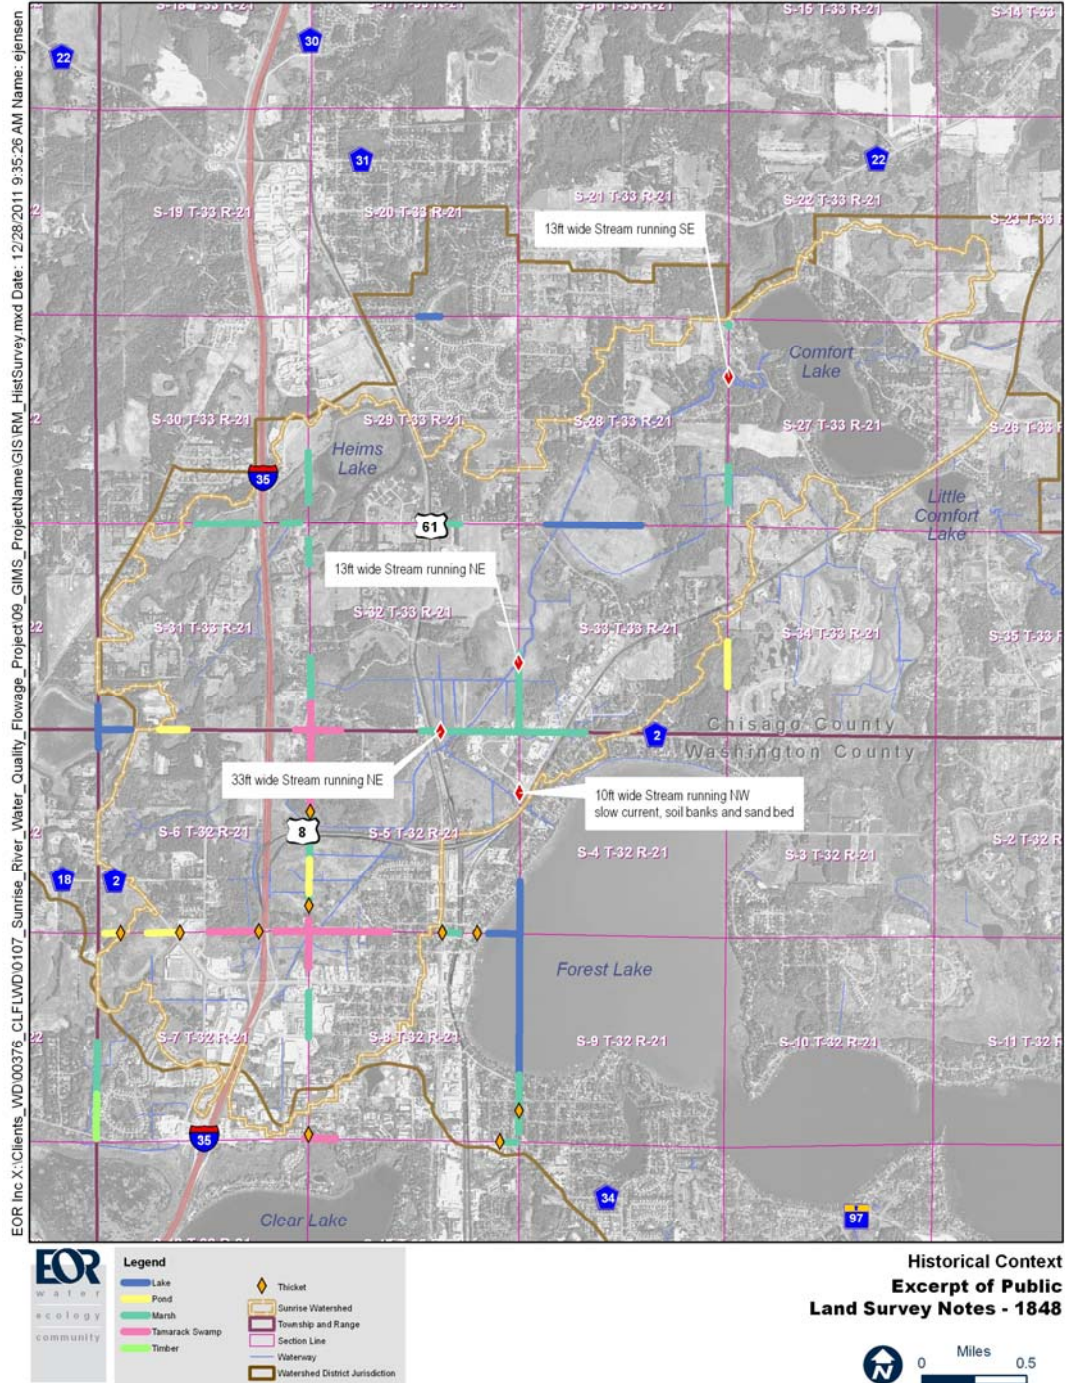 EOR Inc X:\Clients_WD\00376_CLFLWD\0107_Sunrise_River_Water_Quality_Flowage_Project\09_GIMS_ProjectName\GIS\RM_HistSurvey.mxd Date: 12/28/2011 9:35:26 AM Name: ejensen
S-15 T-33 R-21
S-14 T-33
22
30
31
22
S-19 T-33 R-21
S-20 T-33 R-21
S-21 T-33 R-21
S-22 T-33 R-21
S-23 T-33 R
13ft wide Stream running SE
Comfort
Lake
S-30 T-33 R-21
S-29 T-33 R-21
S-28 T-33 R-21
S-27 T-33 R-21
S-26 T-33 R
Heims
Lake
35
61
Little
Comfort
Lake
13ft wide Stream running NE
S-31 T-33 R-21
S-32 T-33 R-21
S-33 T-33 R-21
S-34 T-33 R-21
S-35 T-33 R
Chisago County
2
Washington County
33ft wide Stream running NE
10ft wide Stream running NW
slow current, soil banks and sand bed
S-6 T-32 R-21
8
S-5 T-32 R-21
S-4 T-32 R-21
S-3 T-32 R-21
S-2 T-32 R
18
2
Forest Lake
S-7 T-32 R-21
S-8 T-32 R-21
S-9 T-32 R-21
S-10 T-32 R-21
S-11 T-32 R
35
34
97
Clear Lake
EOR
water
ecology
community
Legend
Lake
Pond
Marsh
Tamarack Swamp
Timber
Thicket
Sunrise Watershed
Township and Range
Section Line
Waterway
Watershed District Jurisdiction
Historical Context
Excerpt of Public
Land Survey Notes - 1848
N
Miles
0 0.5